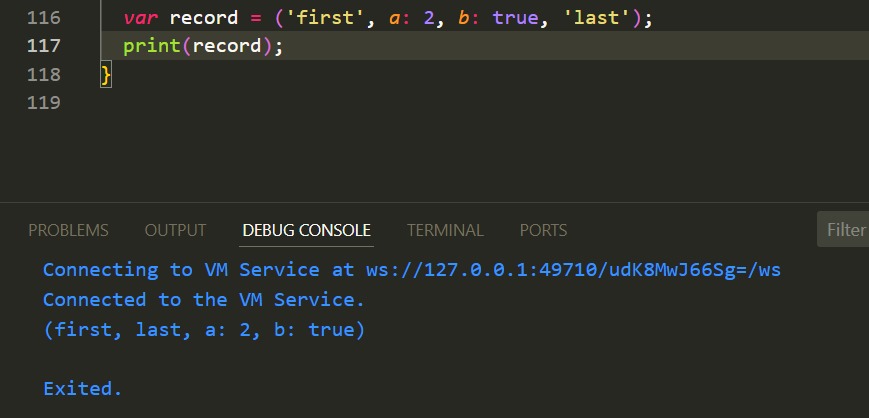 116 var record = ('first', a: 2, b: true, 'last');
117 print(record);
118 }
119
PROBLEMS OUTPUT DEBUG CONSOLE TERMINAL PORTS Filter
Connecting to VM Service at ws://127.0.0.1:49710/udK8MwJ66Sg=/ws
Connected to the VM Service.
(first, last, a: 2, b: true)
Exited.